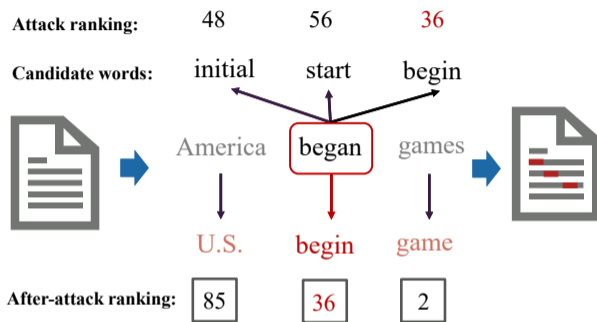 Attack ranking: 48 56 36
Candidate words: initial start begin
America began games
U.S. begin game
After-attack ranking: 85 36 2